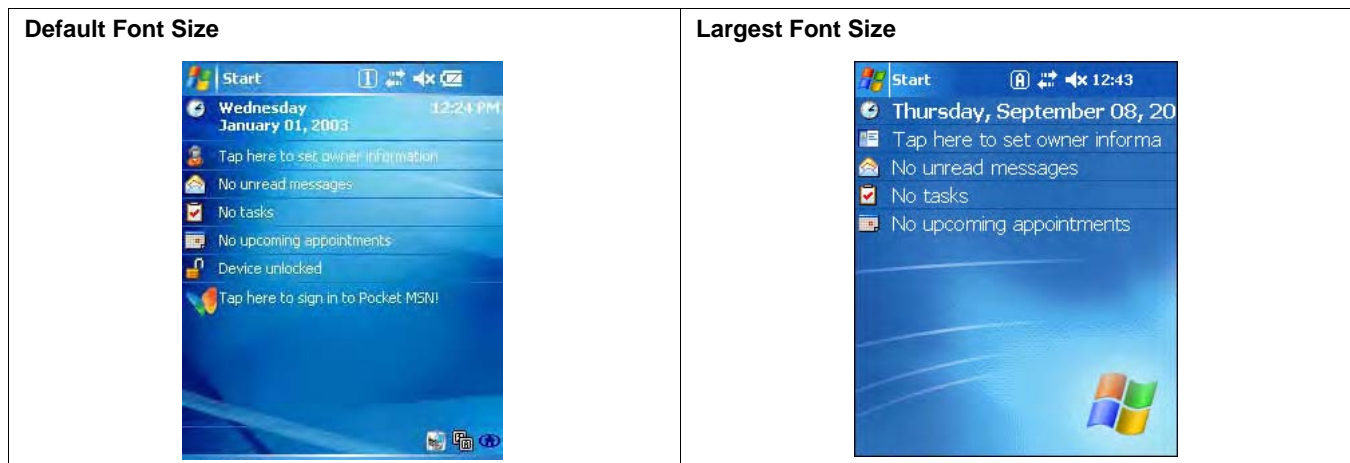 Default Font Size
Start
Wednesday 12:24 PM
January 01, 2003
Tap here to set owner information
No unread messages
No tasks
No upcoming appointments
Device unlocked
Tap here to sign in to Pocket MSN!
Largest Font Size
Start 12:43
Thursday, September 08, 20
Tap here to set owner informa
No unread messages
No tasks
No upcoming appointments